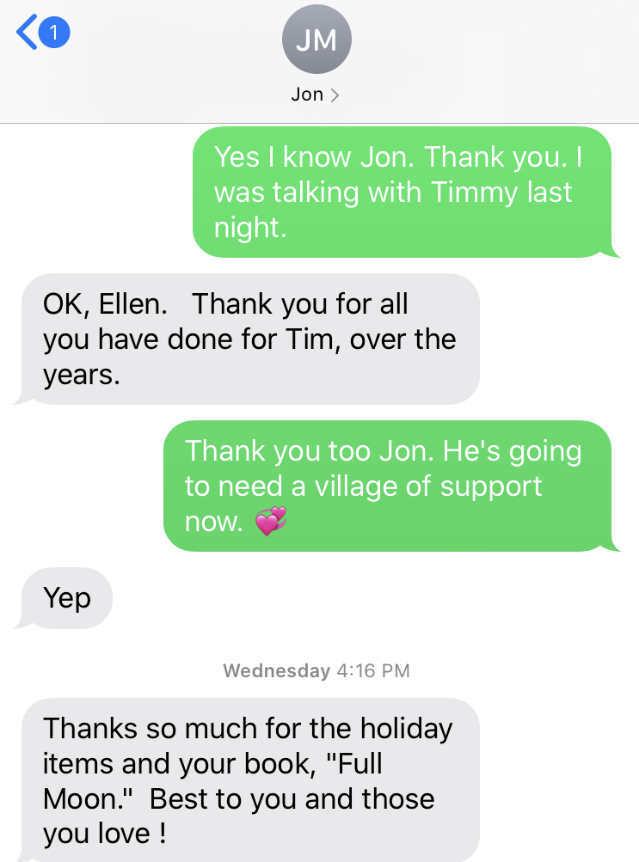 1
JM
Jon
Yes I know Jon. Thank you. I
was talking with Timmy last
night.
OK, Ellen.   Thank you for all
you have done for Tim, over the
years.
Thank you too Jon. He's going
to need a village of support
now. 💞
Yep
Wednesday 4:16 PM
Thanks so much for the holiday
items and your book, "Full
Moon."  Best to you and those
you love !